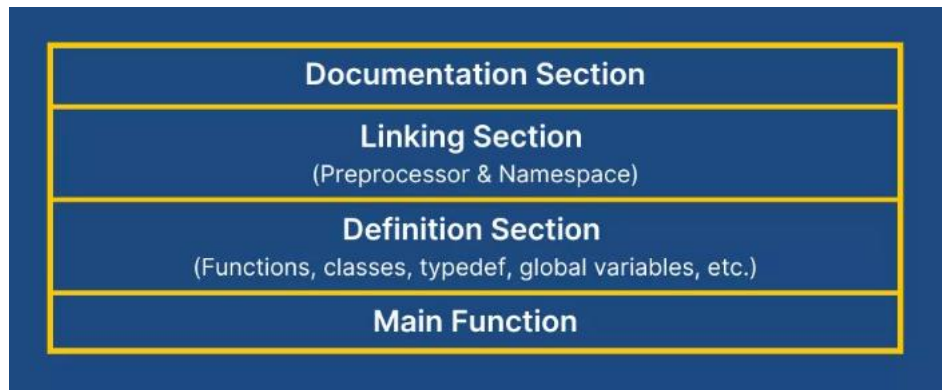 Documentation Section
Linking Section
(Preprocessor & Namespace)
Definition Section
(Functions, classes, typedef, global variables, etc.)
Main Function